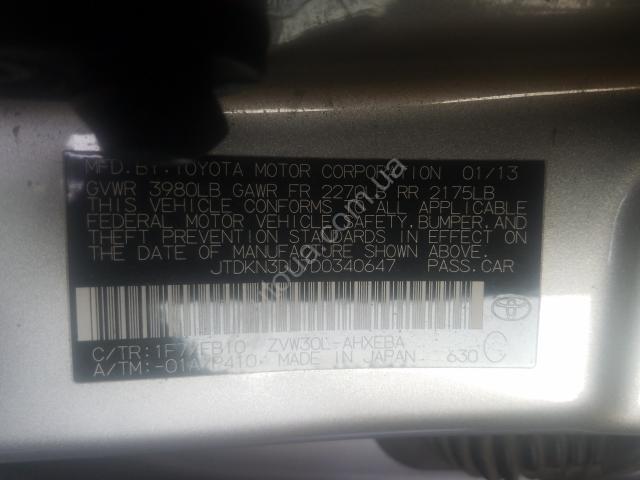 MFD. BY: TOYOTA MOTOR CORPORATION 01/13
GVWR 3980LB GAWR FR RR 2175LB
THIS VEHICLE CONFORMS TO ALL APPLICABLE
FEDERAL MOTOR VEHICLE SAFETY, BUMPER, AND
THEFT PREVENTION STANDARDS IN EFFECT ON
THE DATE OF MANUFACTURE SHOWN ABOVE.
PASS.CAR
C/TR: ZVW30L-AHXEBA
A/TM: MADE IN JAPAN 630 G